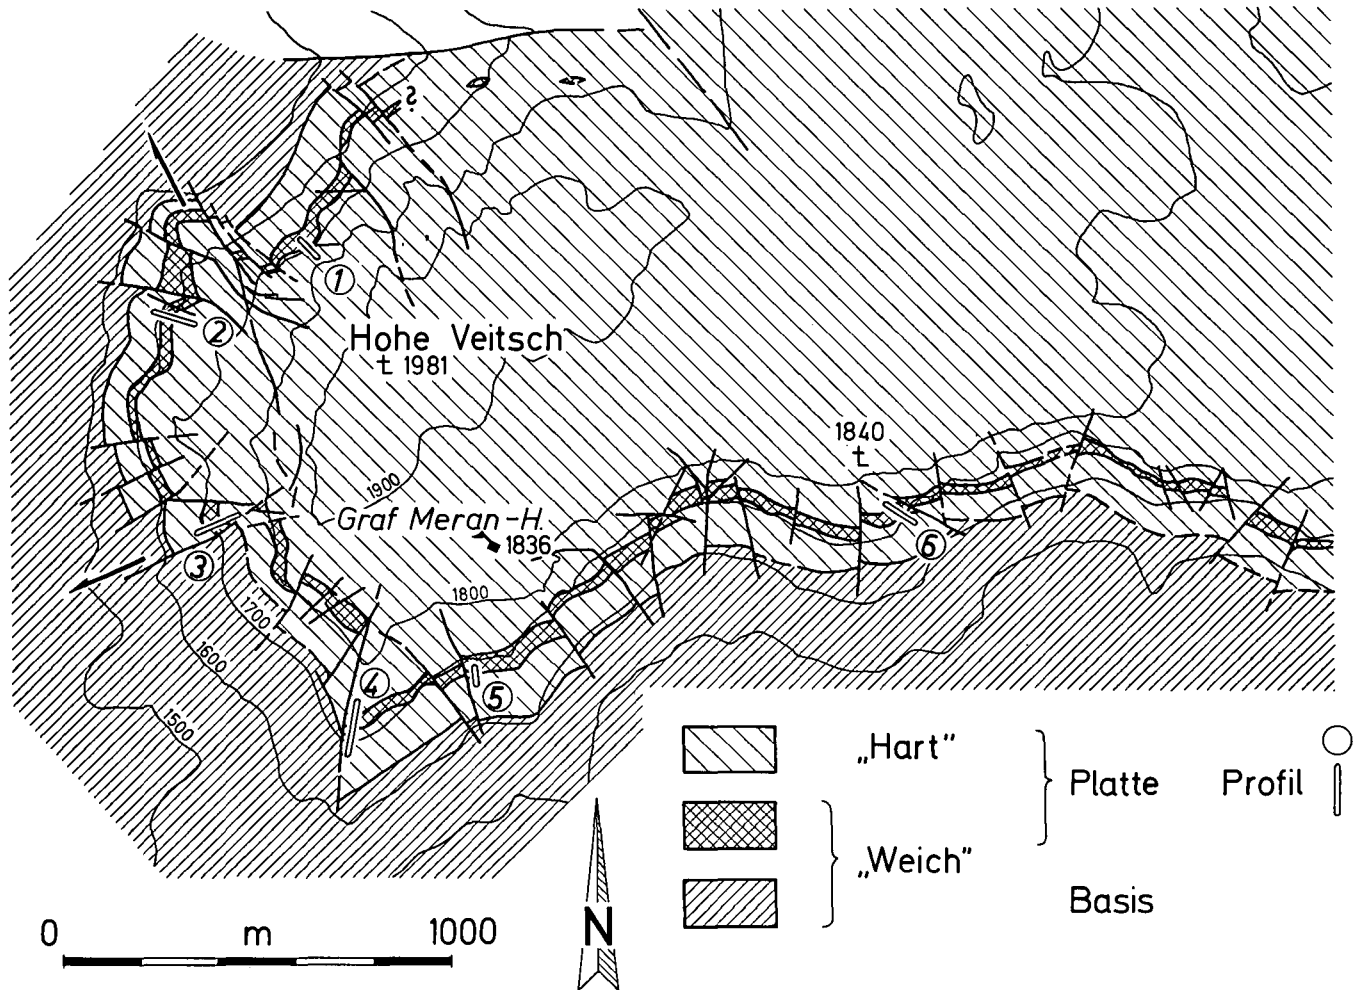 ?
1
2
Hohe Veitsch
1981
1840
1900
Graf Meran-H.
1836
6
3
1800
1700
1600
4
5
1500
„Hart”
Platte
Profil
„Weich”
Basis
0 m 1000
N